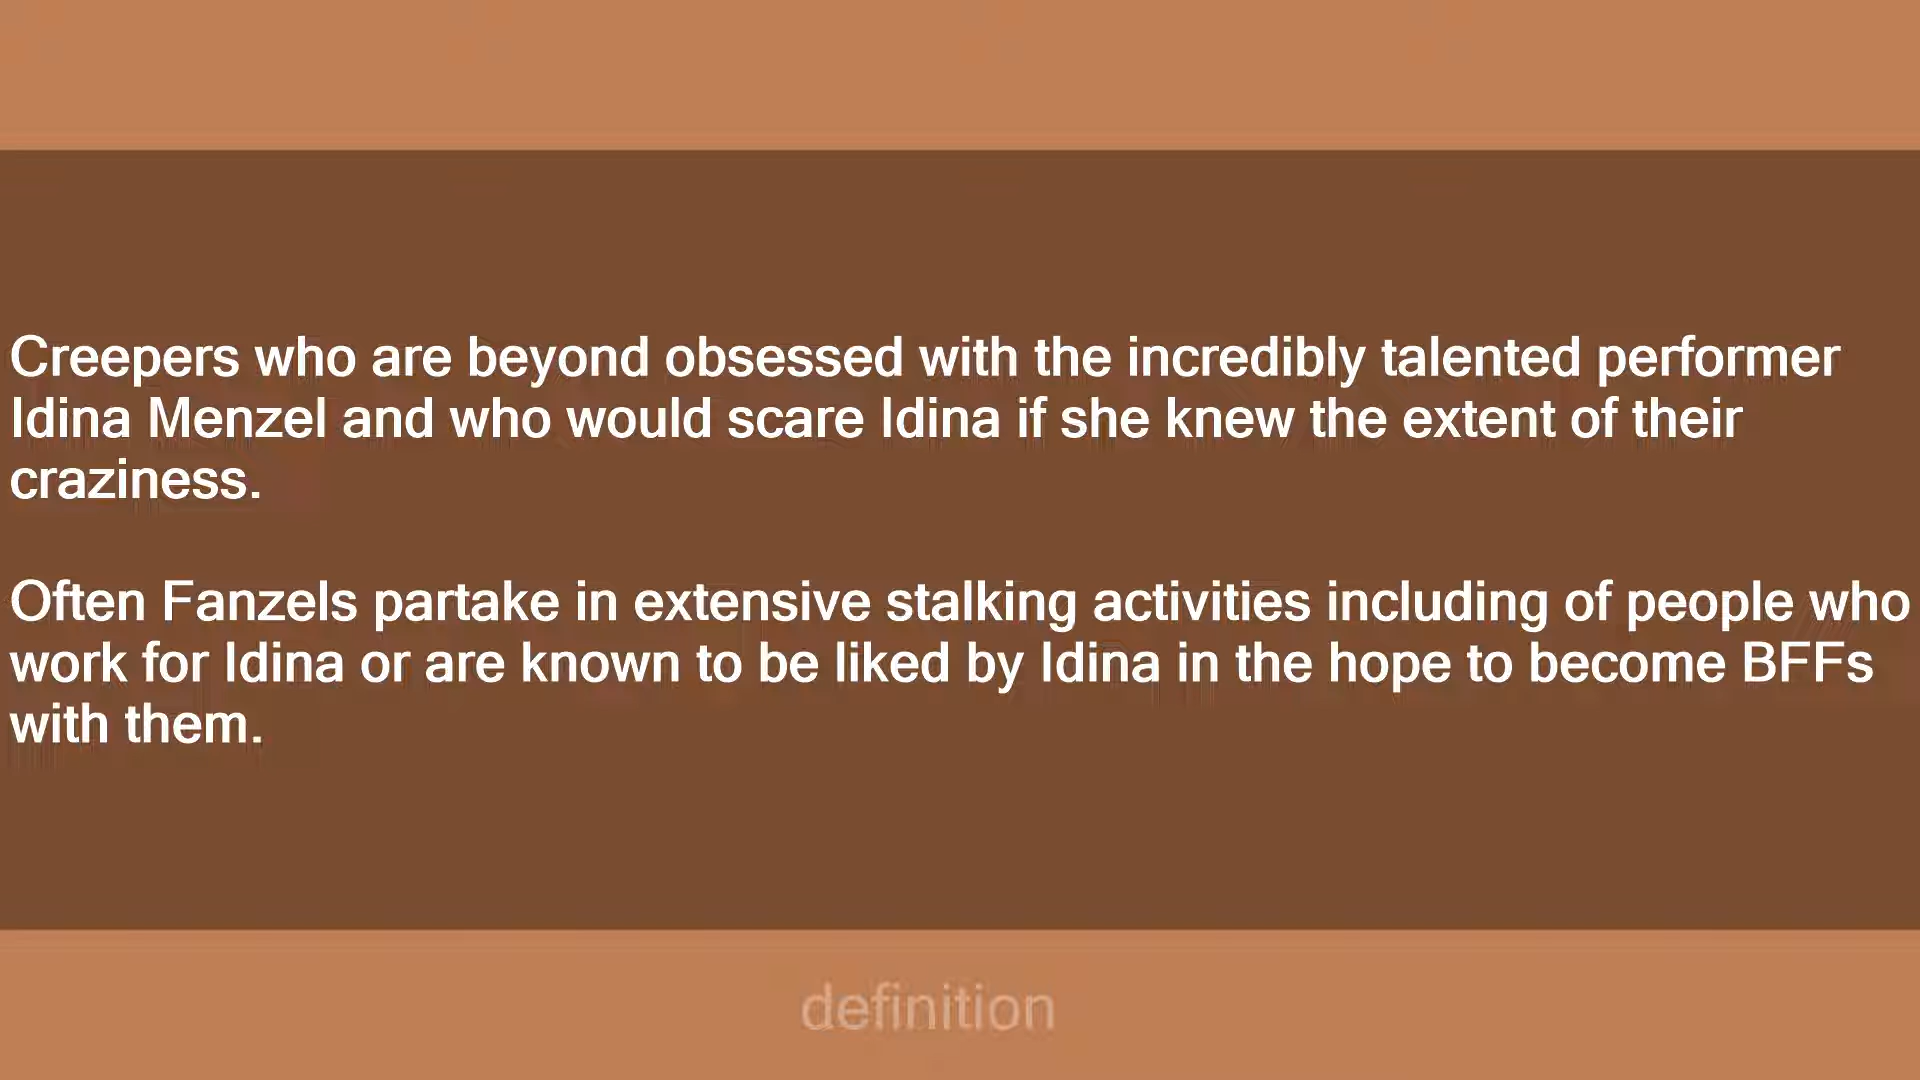 Creepers who are beyond obsessed with the incredibly talented performer
Idina Menzel and who would scare Idina if she knew the extent of their
craziness.
Often Fanzels partake in extensive stalking activities including of people who
work for Idina or are known to be liked by Idina in the hope to become BFFs
with them.
definition